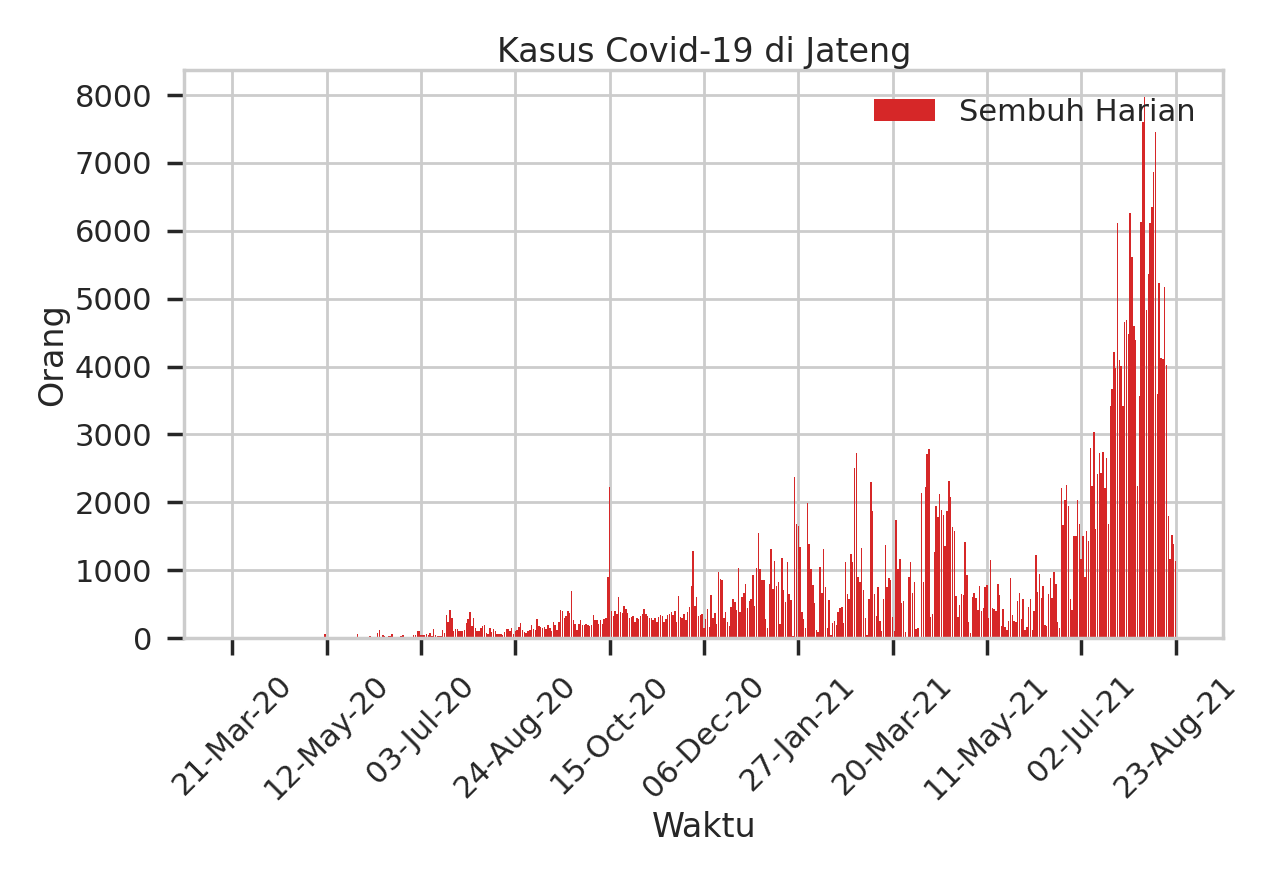 Kasus Covid-19 di Jateng
Sembuh Harian
Orang
8000
7000
6000
5000
4000
3000
2000
1000
0
21-Mar-20
12-May-20
03-Jul-20
24-Aug-20
15-Oct-20
06-Dec-20
27-Jan-21
20-Mar-21
11-May-21
02-Jul-21
23-Aug-21
Waktu